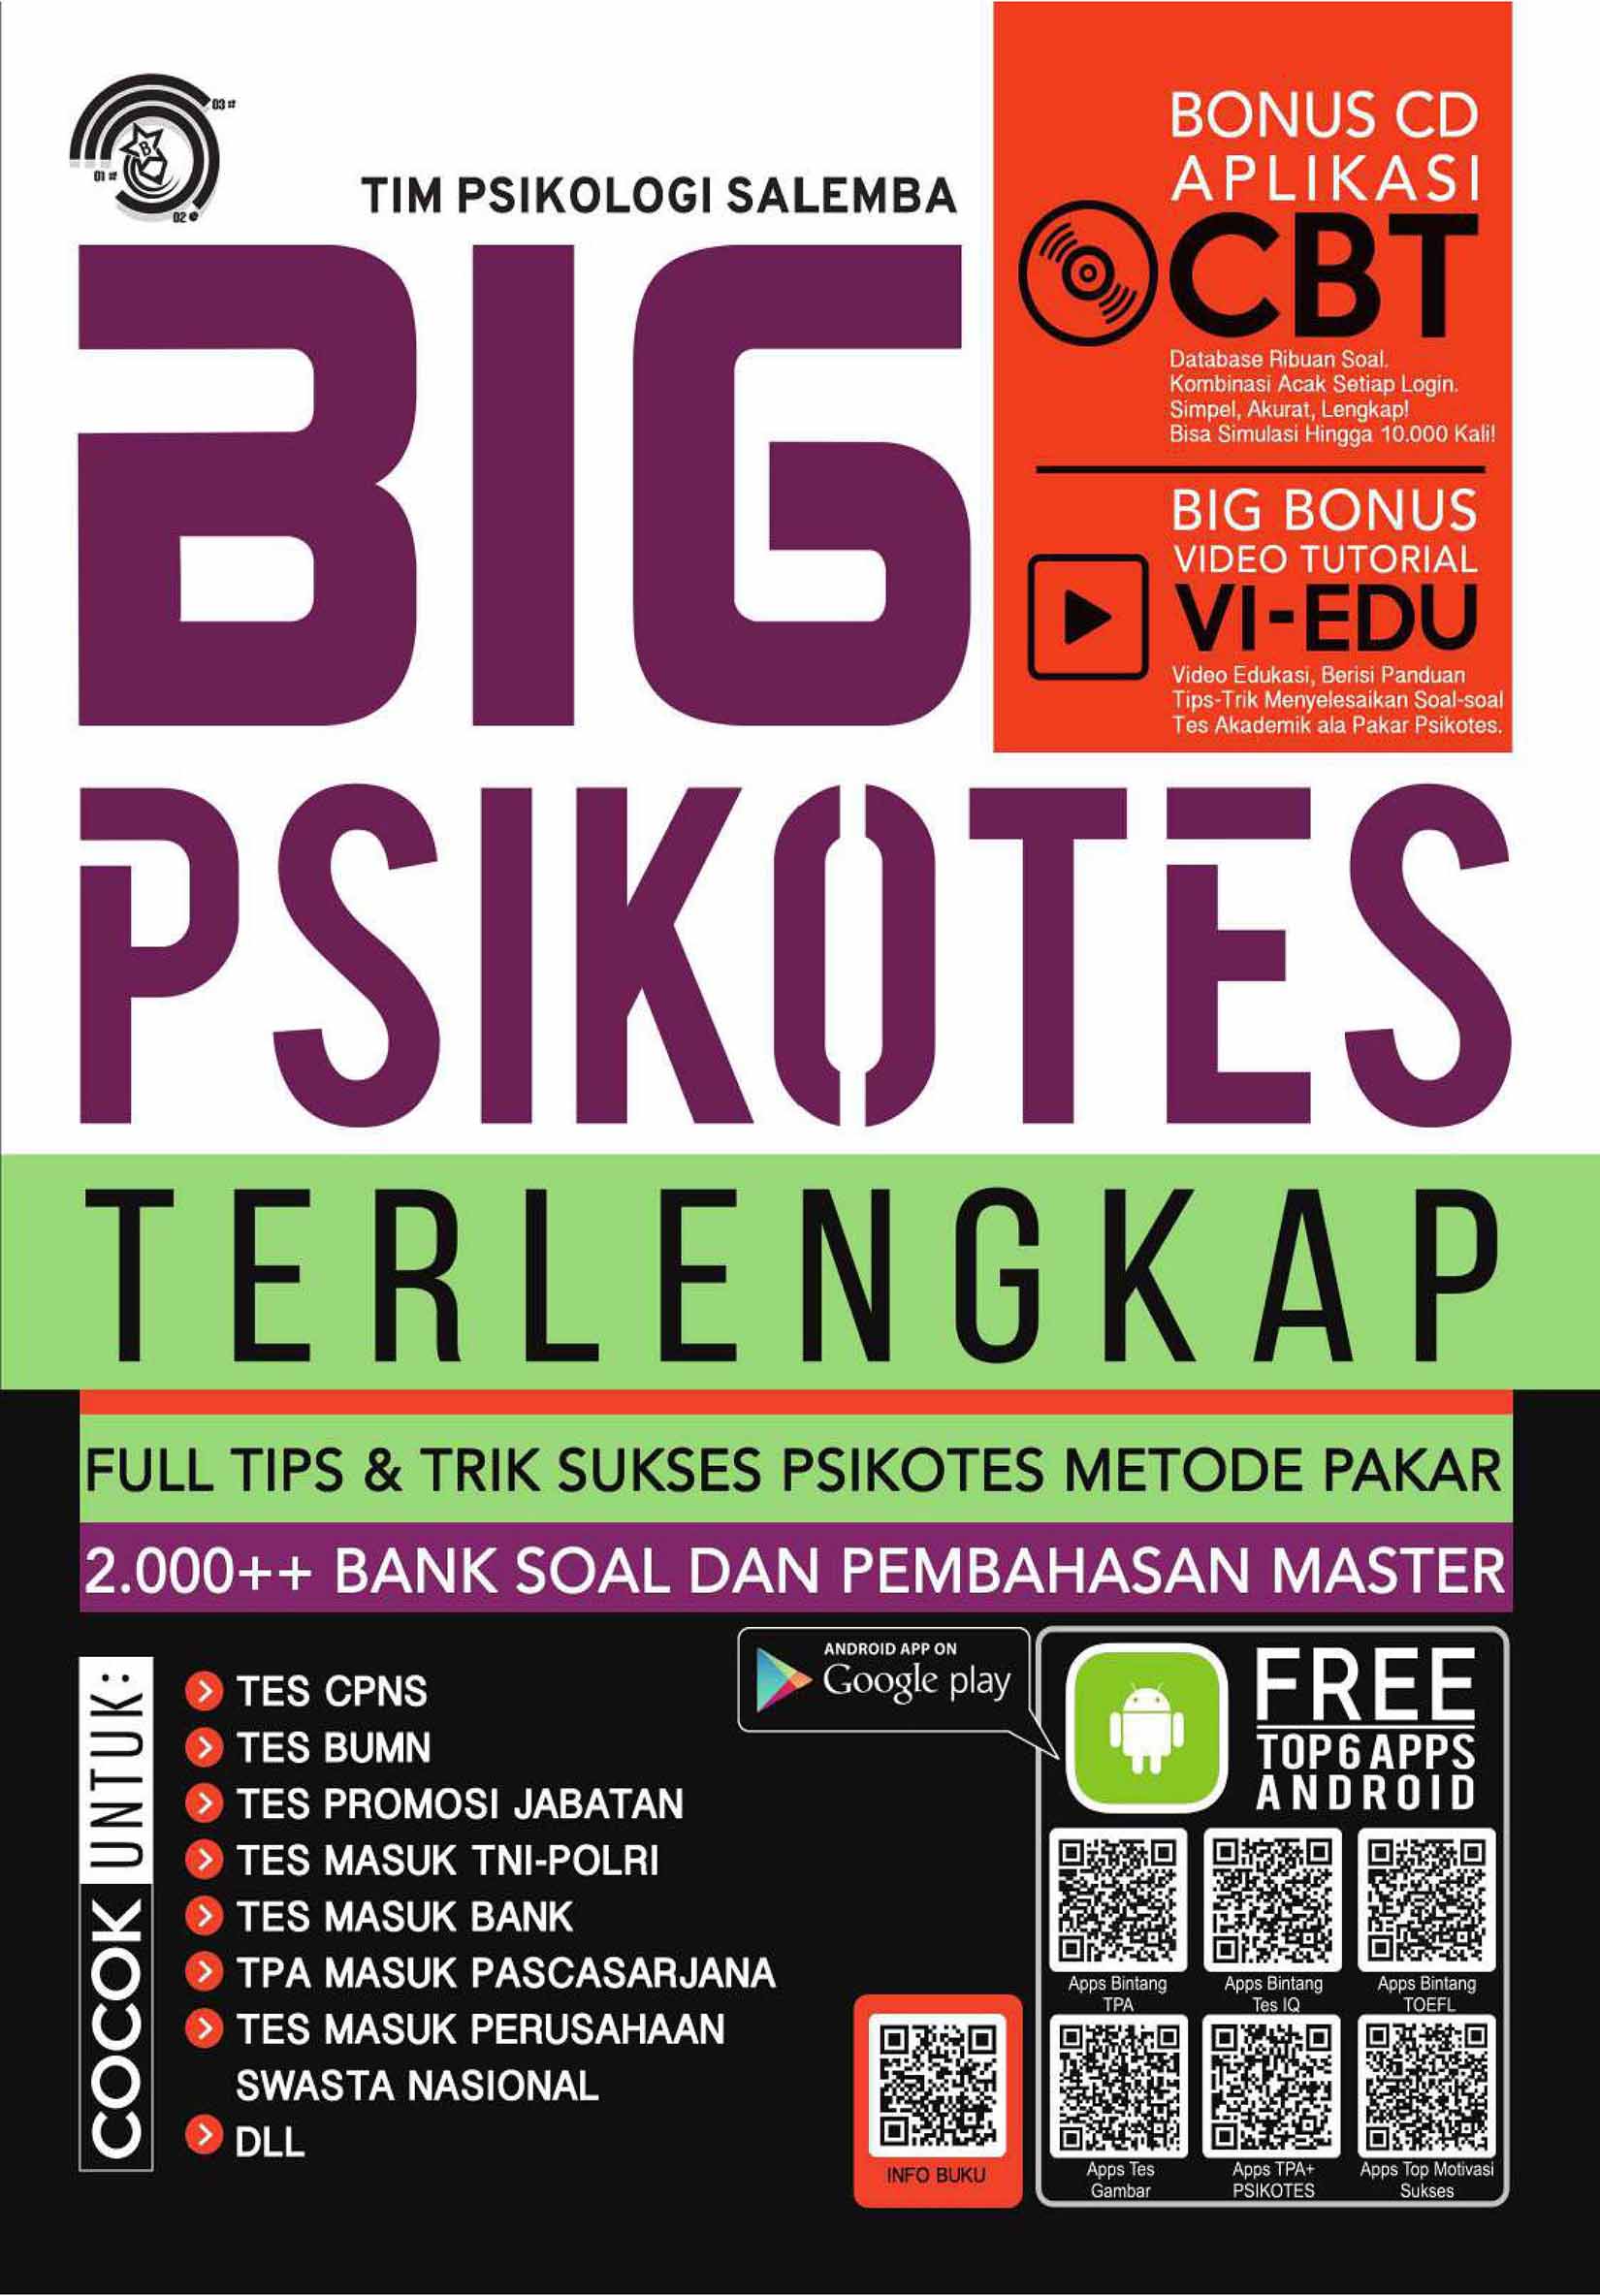 03 #
01 #
02 @
B
TIM PSIKOLOGI SALEMBA
BIG
PSIKOTES
TERLENGKAP
BONUS CD
APLIKASI
CBT
Database Ribuan Soal.
Kombinasi Acak Setiap Login.
Simpel, Akurat, Lengkap!
Bisa Simulasi Hingga 10.000 Kali!
BIG BONUS
VIDEO TUTORIAL
VI-EDU
Video Edukasi, Berisi Panduan
Tips-Trik Menyelesaikan Soal-soal
Tes Akademik ala Pakar Psikotes.
FULL TIPS & TRIK SUKSES PSIKOTES METODE PAKAR
2.000++ BANK SOAL DAN PEMBAHASAN MASTER
COCOK UNTUK:
TES CPNS
TES BUMN
TES PROMOSI JABATAN
TES MASUK TNI-POLRI
TES MASUK BANK
TPA MASUK PASCASARJANA
TES MASUK PERUSAHAAN
SWASTA NASIONAL
DLL
ANDROID APP ON
Google play
FREE
TOP 6 APPS
ANDROID
Apps Bintang
TPA
Apps Bintang
Tes IQ
Apps Bintang
TOEFL
Apps Tes
Gambar
Apps TPA+
PSIKOTES
Apps Top Motivasi
Sukses
INFO BUKU